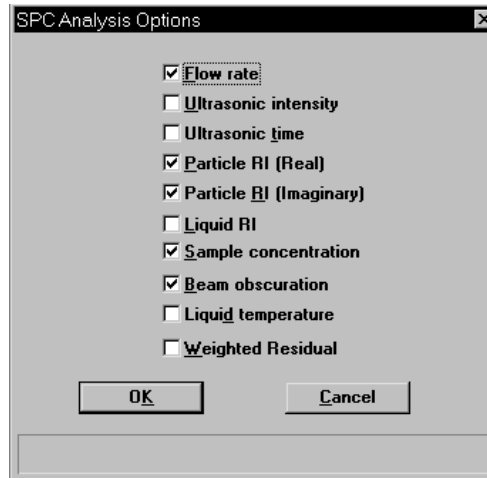 SPC Analysis Options
Flow rate
Ultrasonic intensity
Ultrasonic time
Particle RI (Real)
Particle RI (Imaginary)
Liquid RI
Sample concentration
Beam obscuration
Liquid temperature
Weighted Residual
OK Cancel